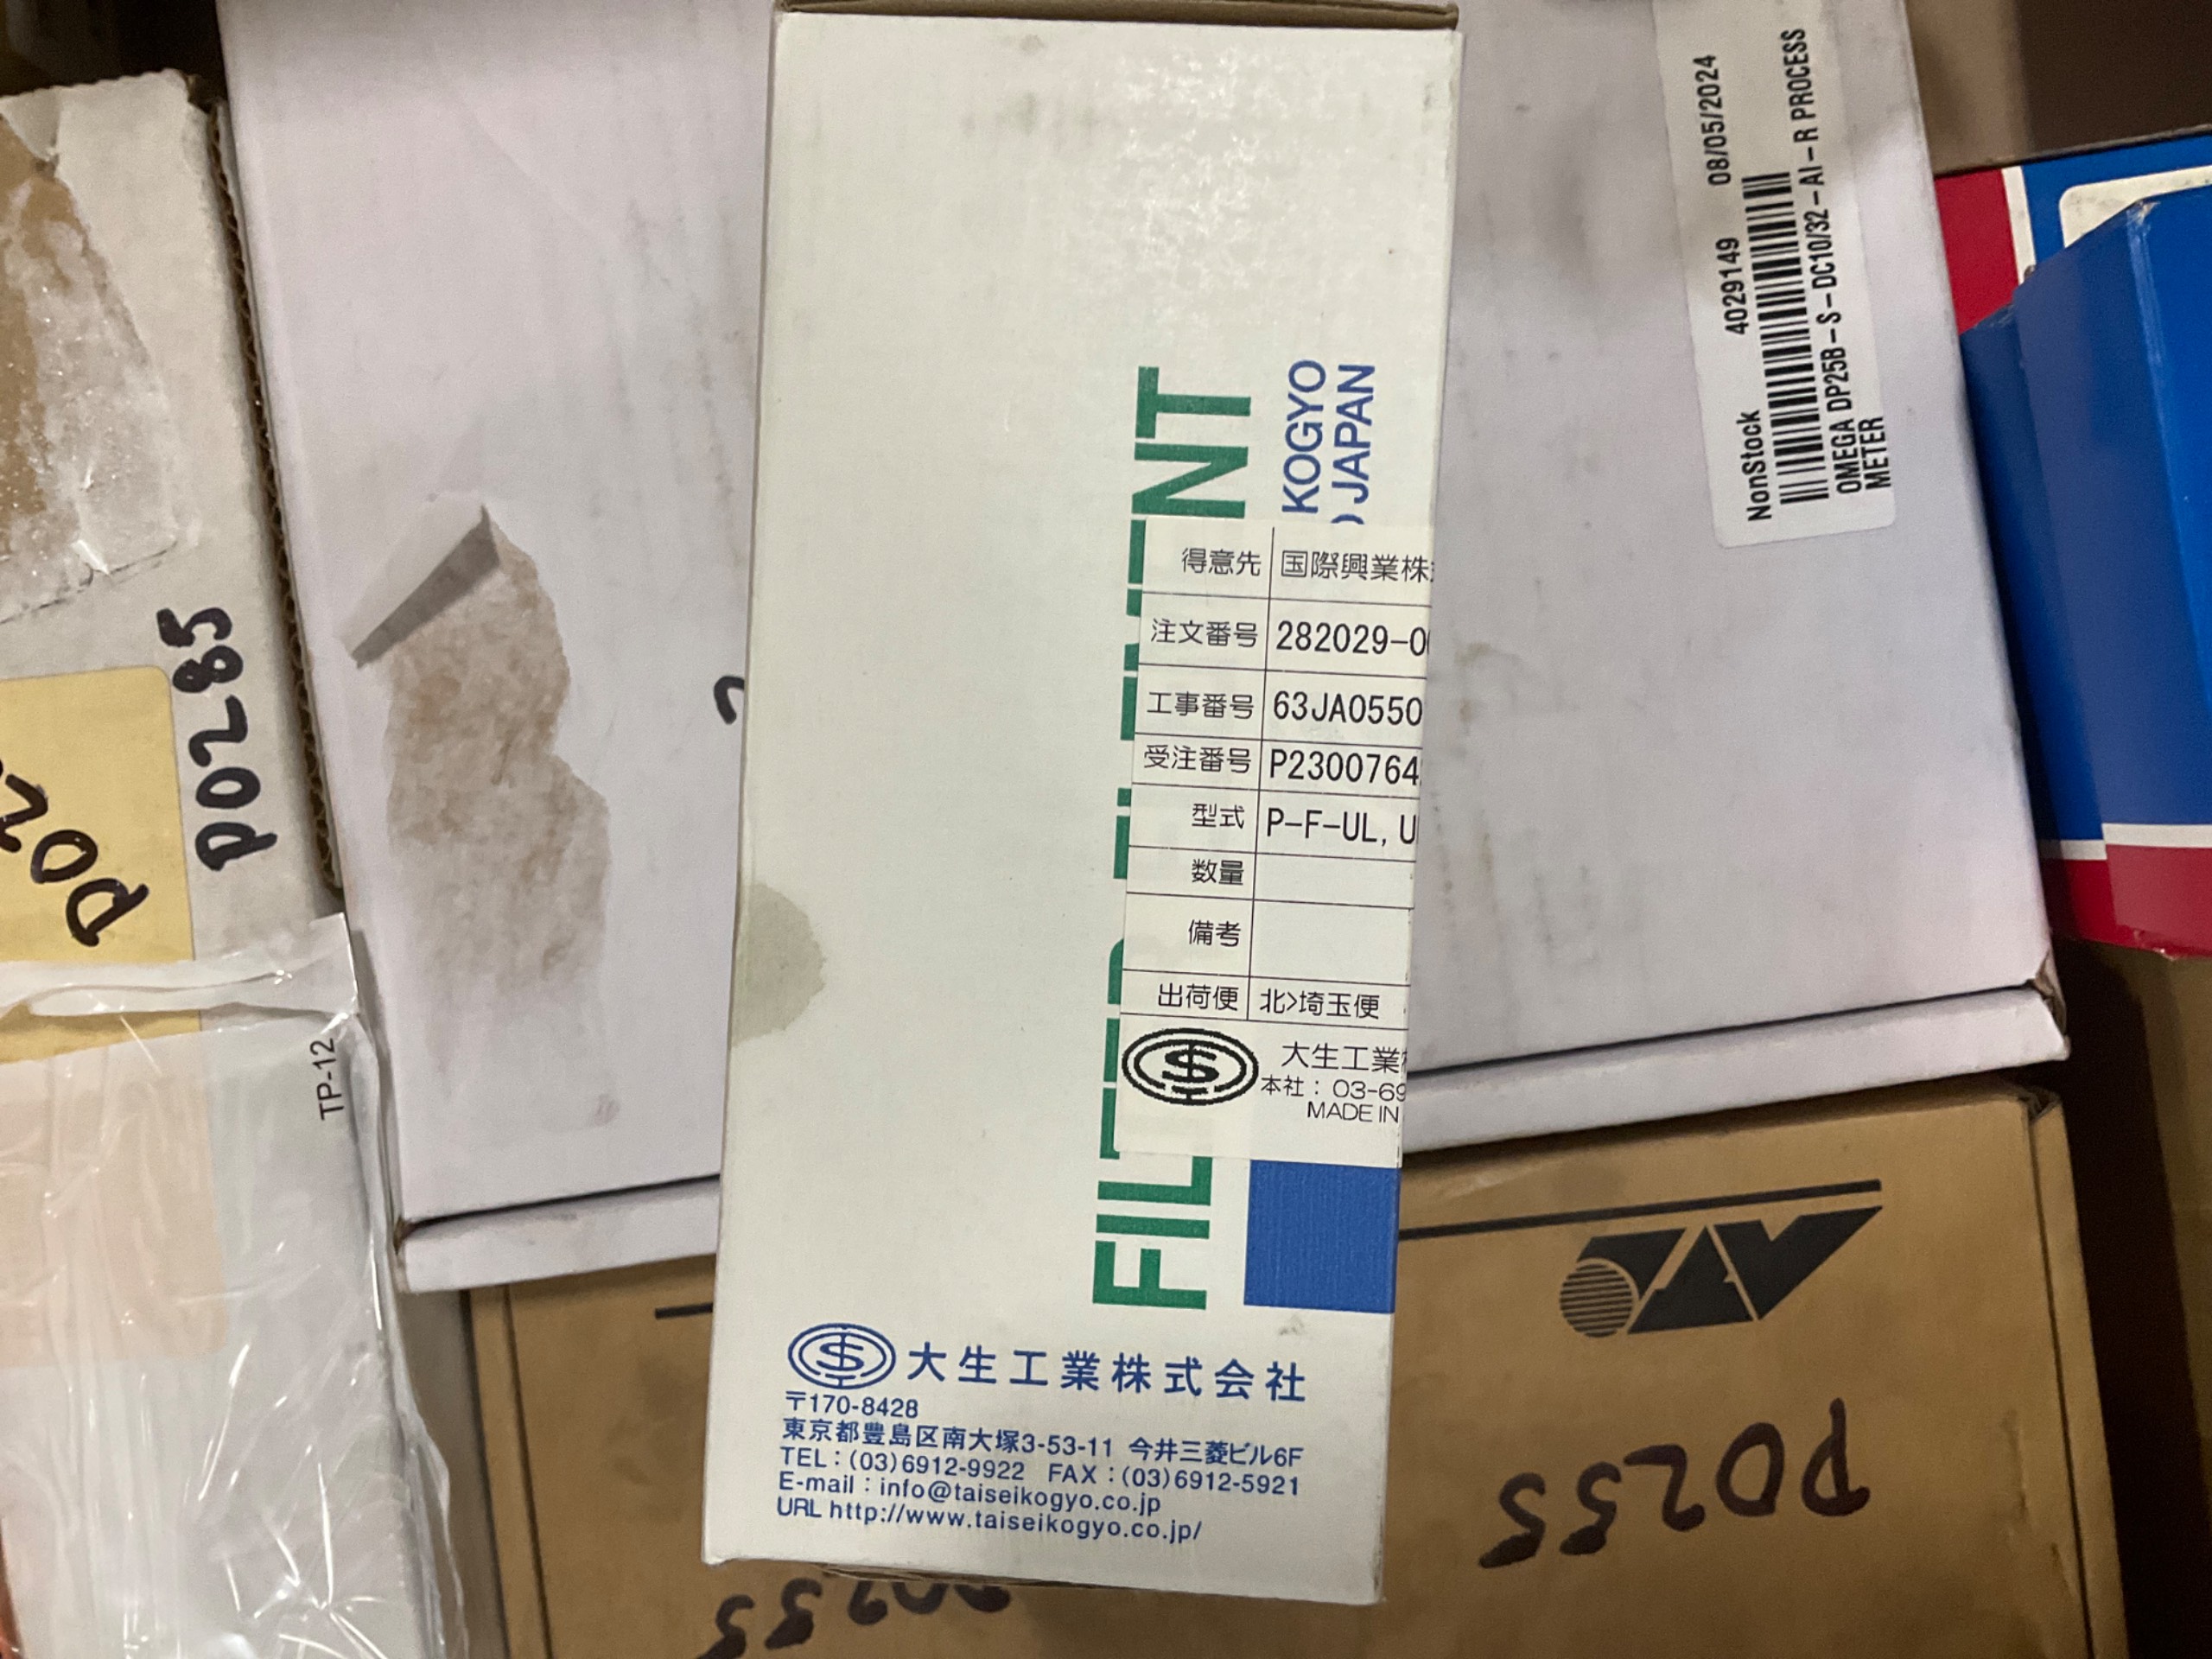 FIL
NT
KOGYO
JAPAN
得意先 国際興業株
注文番号 282029-0
工事番号 63JA0550
受注番号 P2300764
型式 P-F-UL, U
数量
備考
出荷便 北>埼玉便
大生工業
本社: 03-69
MADE IN
大生工業株式会社
〒170-8428
東京都豊島区南大塚3-53-11 今井三菱ビル6F
TEL:(03)6912-9922 FAX:(03)6912-5921
E-mail:info@taiseikogyo.co.jp
URL http://www.taiseikogyo.co.jp/
NonStock 4029149 08/05/2024
OMEGA DP25B-S-DC10/32-AI-R PROCESS
METER
P0285
TP-12
P0255
P0255